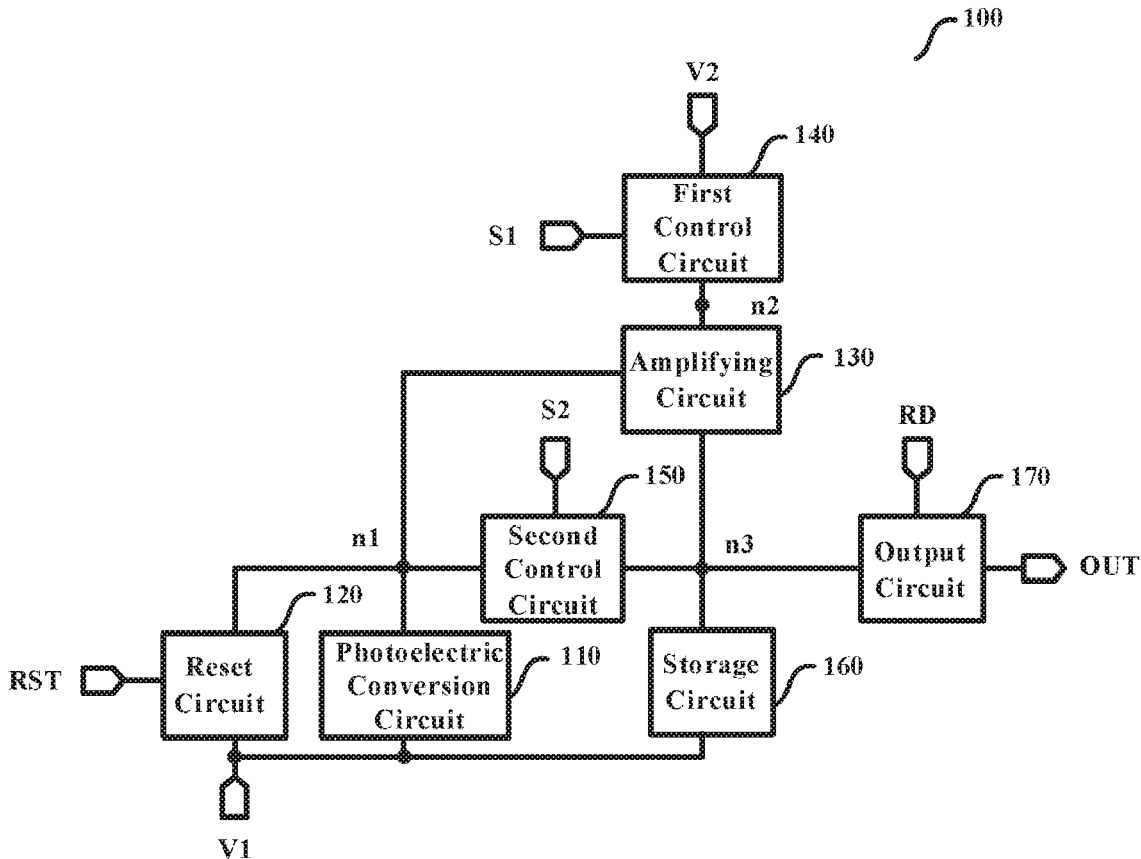 100
V2
140
First
Control
Circuit
S1
n2
Amplifying
Circuit
130
S2
RD
150
170
n1
Second
Control
Circuit
n3
Output
Circuit
OUT
120
RST
Reset
Circuit
Photoelectric
Conversion
Circuit
110
Storage
Circuit
160
V1